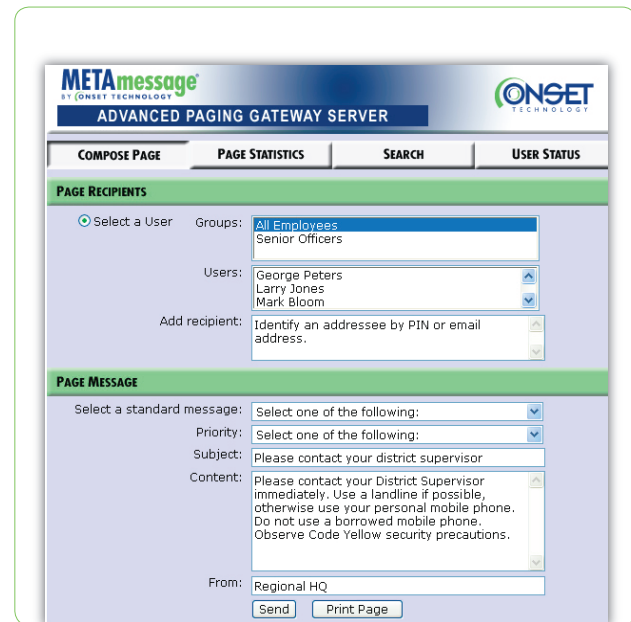 METAmessage®
BY ONSET TECHNOLOGY
ADVANCED PAGING GATEWAY SERVER
ONSET
TECHNOLOGY
COMPOSE PAGE PAGE STATISTICS SEARCH USER STATUS
PAGE RECIPIENTS
Select a User Groups: All Employees
Senior Officers
Users: George Peters
Larry Jones
Mark Bloom
Add recipient: Identify an addressee by PIN or email
address.
PAGE MESSAGE
Select a standard message: Select one of the following:
Priority: Select one of the following:
Subject: Please contact your district supervisor
Content: Please contact your District Supervisor
immediately. Use a landline if possible,
otherwise use your personal mobile phone.
Do not use a borrowed mobile phone.
Observe Code Yellow security precautions.
From: Regional HQ
Send Print Page